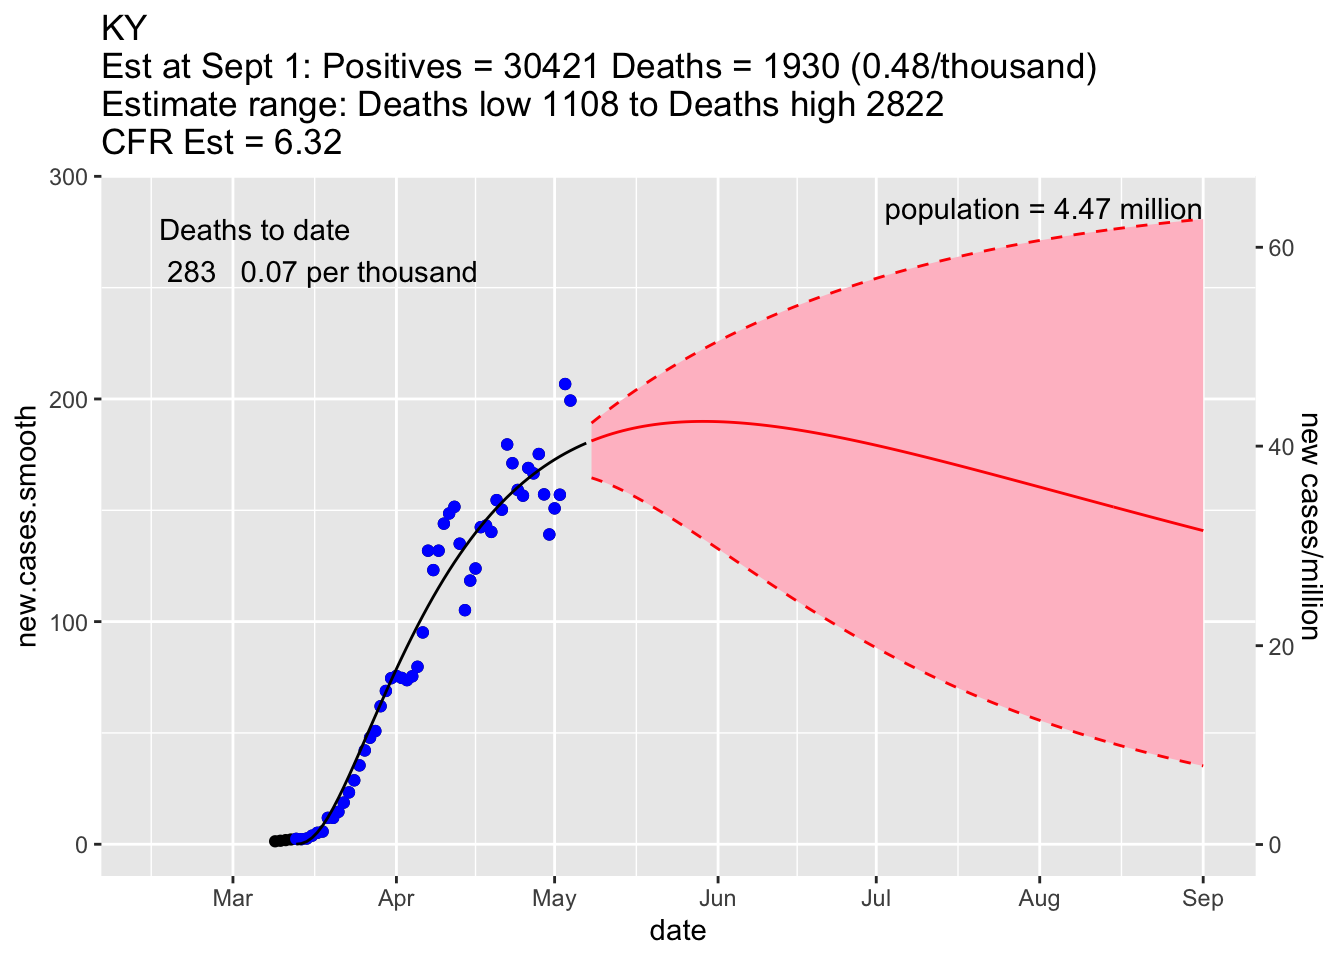 KY
Est at Sept 1: Positives = 30421 Deaths = 1930 (0.48/thousand)
Estimate range: Deaths low 1108 to Deaths high 2822
CFR Est = 6.32
Deaths to date
283 0.07 per thousand
population = 4.47 million
300
200
100
0
new.cases.smooth
60
40
20
0
new cases/million
Mar Apr May Jun Jul Aug Sep
date